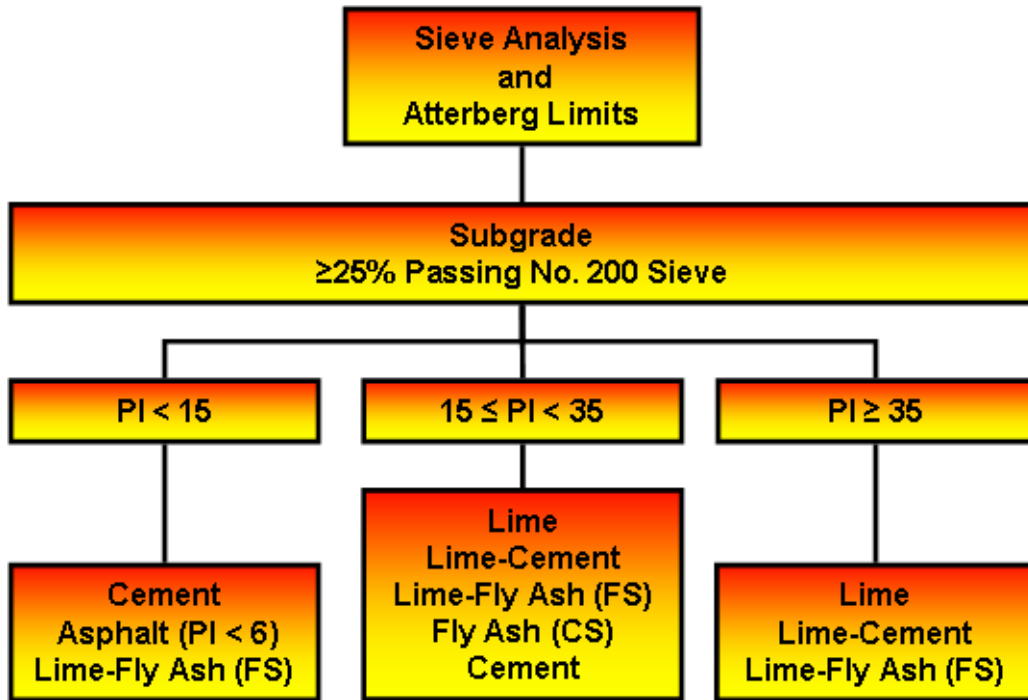 Sieve Analysis
and
Atterberg Limits
Subgrade
≥25% Passing No. 200 Sieve
PI < 15
15 ≤ PI < 35
PI ≥ 35
Cement
Asphalt (PI < 6)
Lime-Fly Ash (FS)
Lime
Lime-Cement
Lime-Fly Ash (FS)
Fly Ash (CS)
Cement
Lime
Lime-Cement
Lime-Fly Ash (FS)